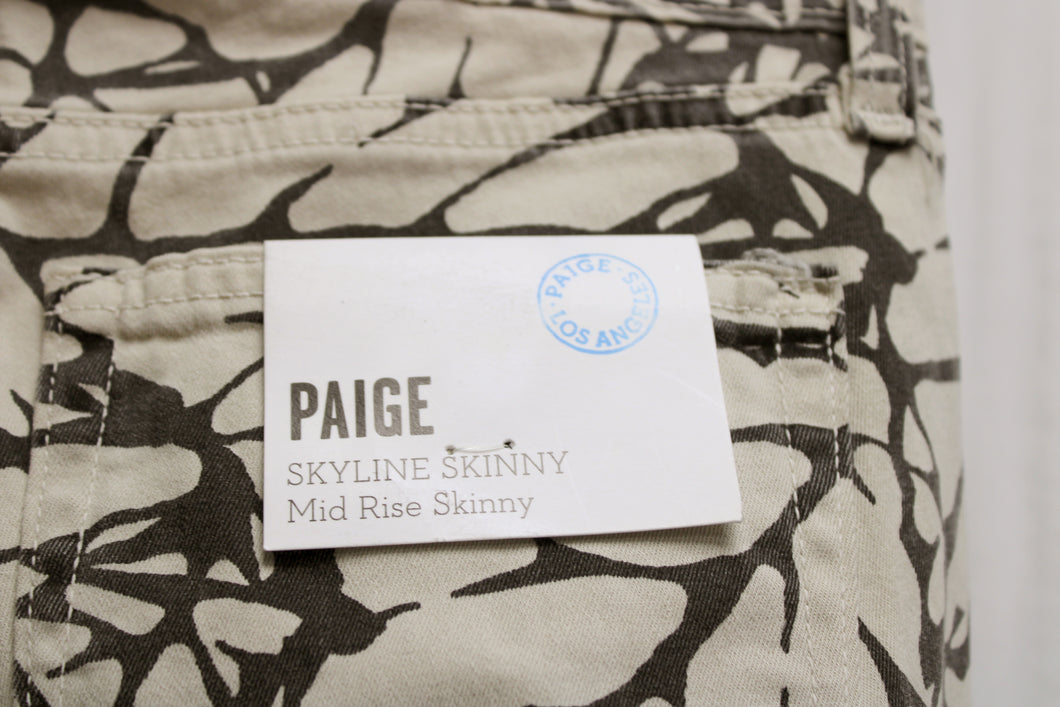 PAIGE · LOS ANGELES ·
PAIGE
SKYLINE SKINNY
Mid Rise Skinny